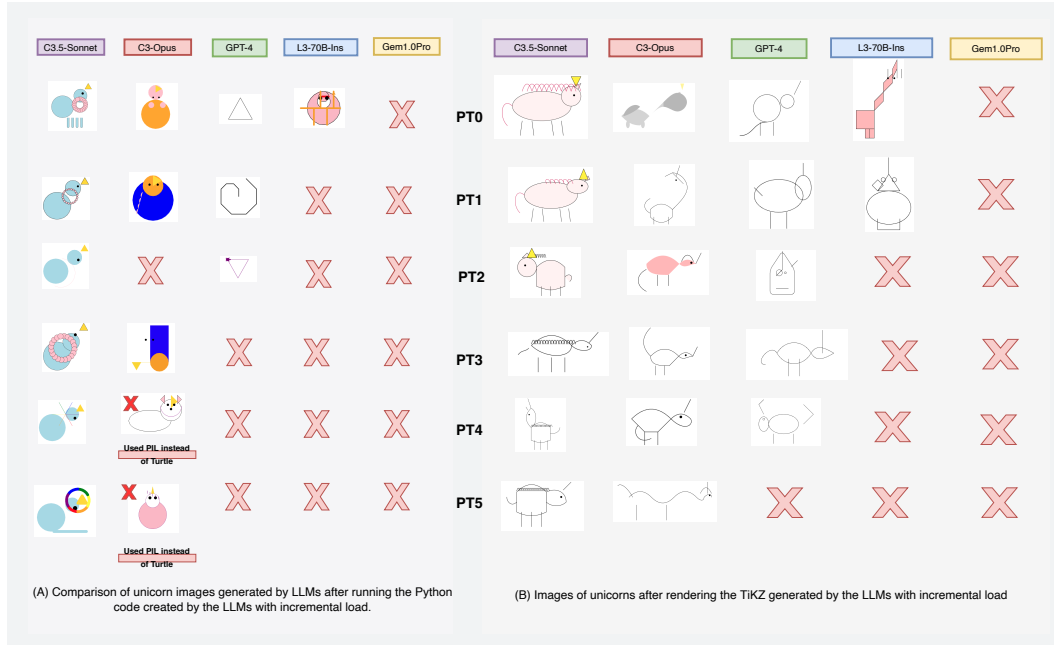 C3.5-Sonnet C3-Opus GPT-4 L3-70B-Ins Gem1.0Pro
C3.5-Sonnet C3-Opus GPT-4 L3-70B-Ins Gem1.0Pro
PT0
PT1
PT2
PT3
PT4
Used PIL instead
of Turtle
PT5
Used PIL instead
of Turtle
(A) Comparison of unicorn images generated by LLMs after running the Python
code created by the LLMs with incremental load.
(B) Images of unicorns after rendering the TiKZ generated by the LLMs with incremental load